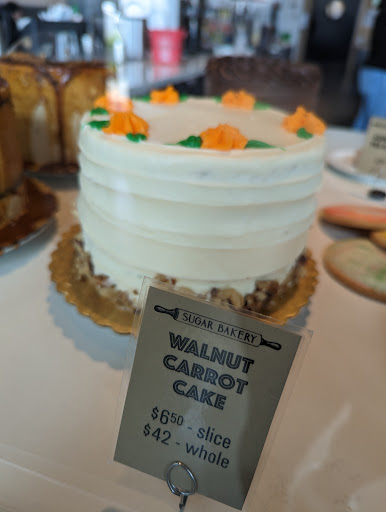 SUGAR BAKERY
WALNUT
CARROT
CAKE
$6.50 - slice
$42 - whole